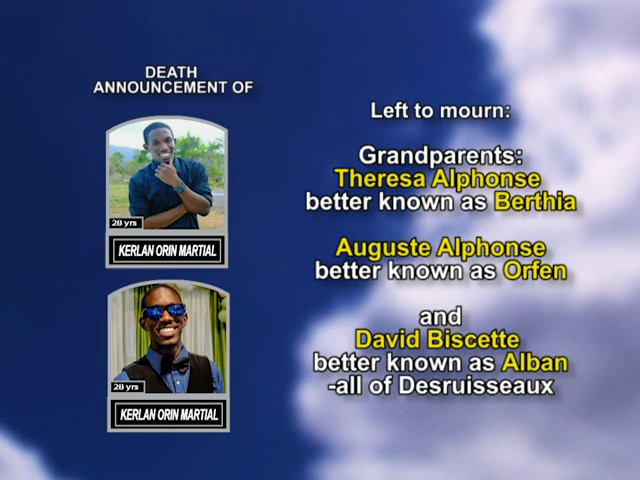 DEATH
ANNOUNCEMENT OF
28 yrs
KERLAN ORIN MARTIAL
28 yrs
KERLAN ORIN MARTIAL
Left to mourn:
Grandparents:
Theresa Alphonse
better known as Berthia
Auguste Alphonse
better known as Orfen
and
David Biscette
better known as Alban
-all of Desruisseaux